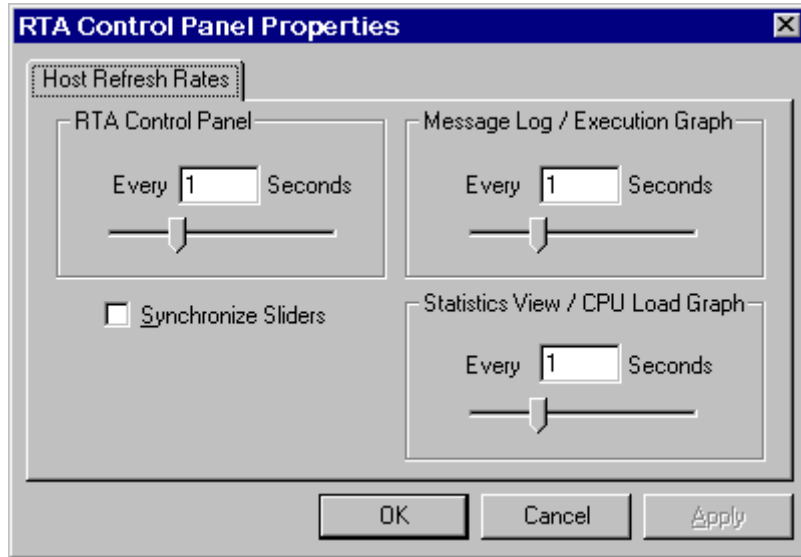 RTA Control Panel Properties
Host Refresh Rates
RTA Control Panel
Every 1 Seconds
Synchronize Sliders
Message Log / Execution Graph
Every 1 Seconds
Statistics View / CPU Load Graph
Every 1 Seconds
OK Cancel Apply